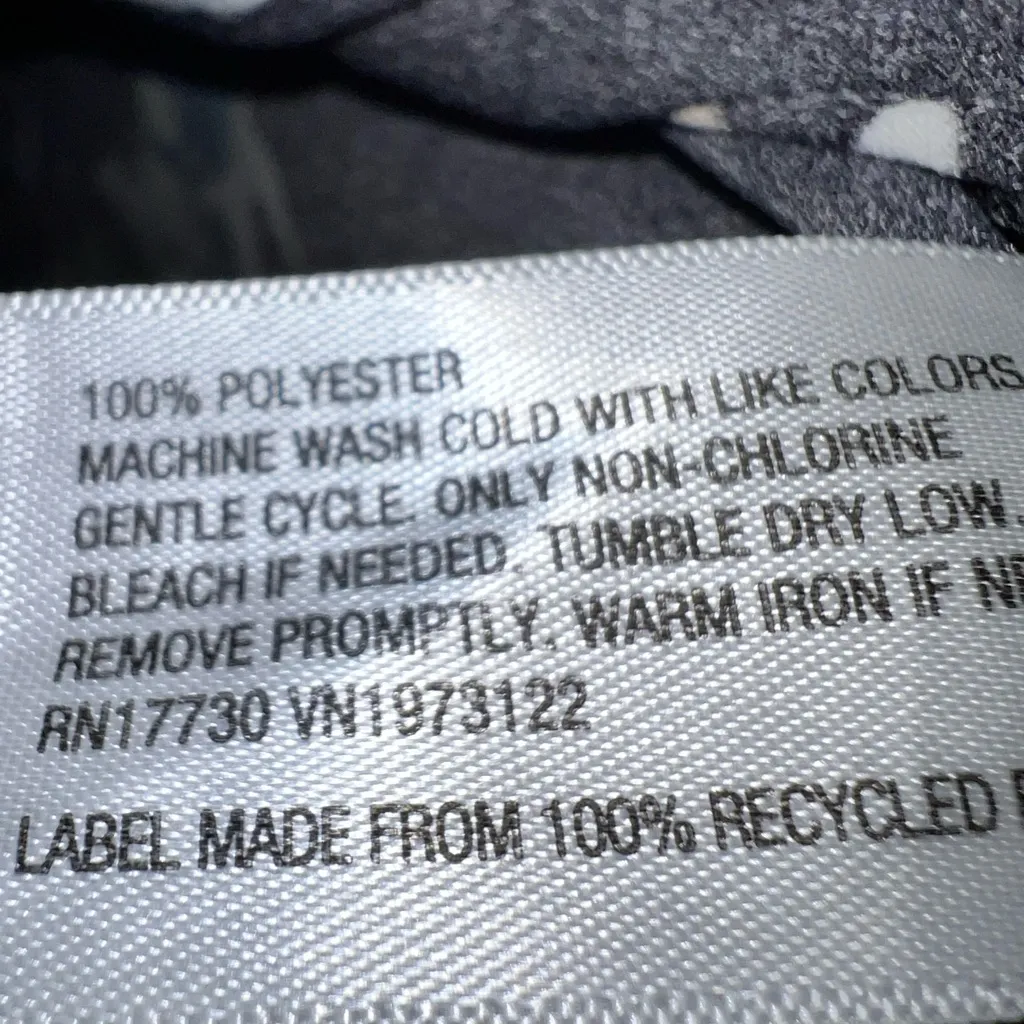 100% POLYESTER
MACHINE WASH COLD WITH LIKE COLORS
GENTLE CYCLE. ONLY NON-CHLORINE
BLEACH IF NEEDED. TUMBLE DRY LOW.
REMOVE PROMPTLY. WARM IRON IF
RN17730 VN1973122
LABEL MADE FROM 100% RECYCLED